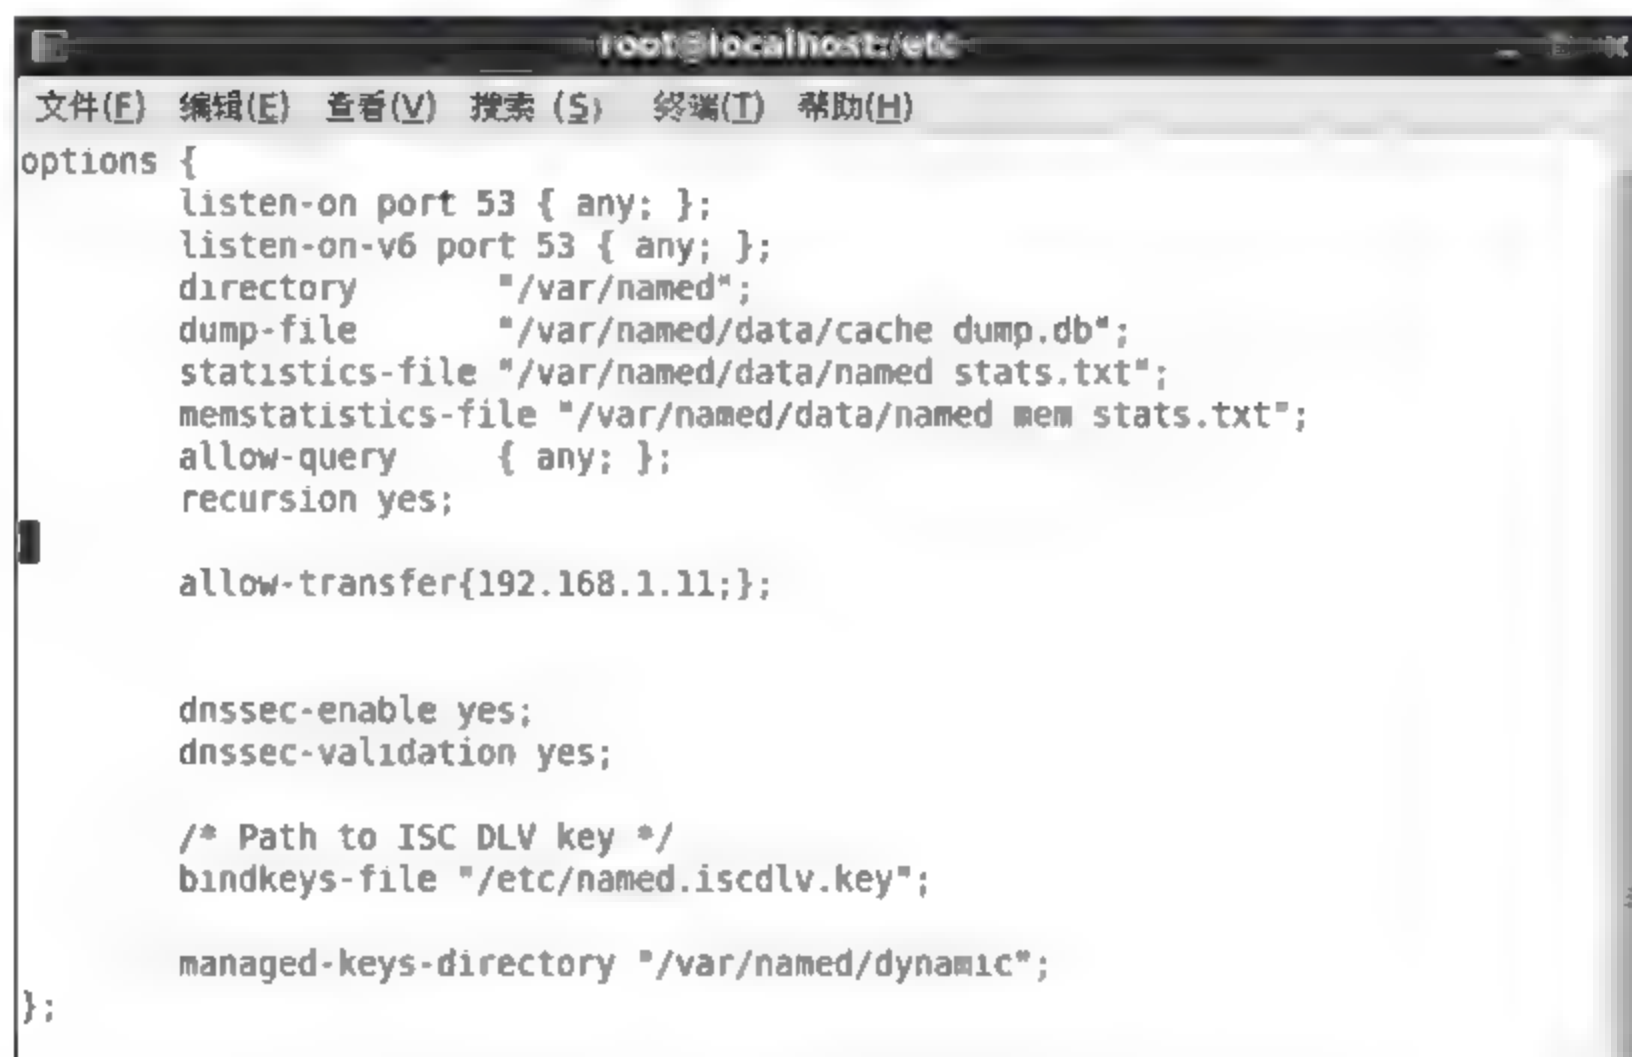 root@localhost:/etc
文件(F) 编辑(E) 查看(V) 搜索 (S) 终端(T) 帮助(H)
options {
listen-on port 53 { any; };
listen-on-v6 port 53 { any; };
directory "/var/named";
dump-file "/var/named/data/cache dump.db";
statistics-file "/var/named/data/named stats.txt";
memstatistics-file "/var/named/data/named mem stats.txt";
allow-query { any; };
recursion yes;
allow-transfer{192.168.1.11;};
dnssec-enable yes;
dnssec-validation yes;
/* Path to ISC DLV key */
bindkeys-file "/etc/named.iscdlv.key";
managed-keys-directory "/var/named/dynamic";
};